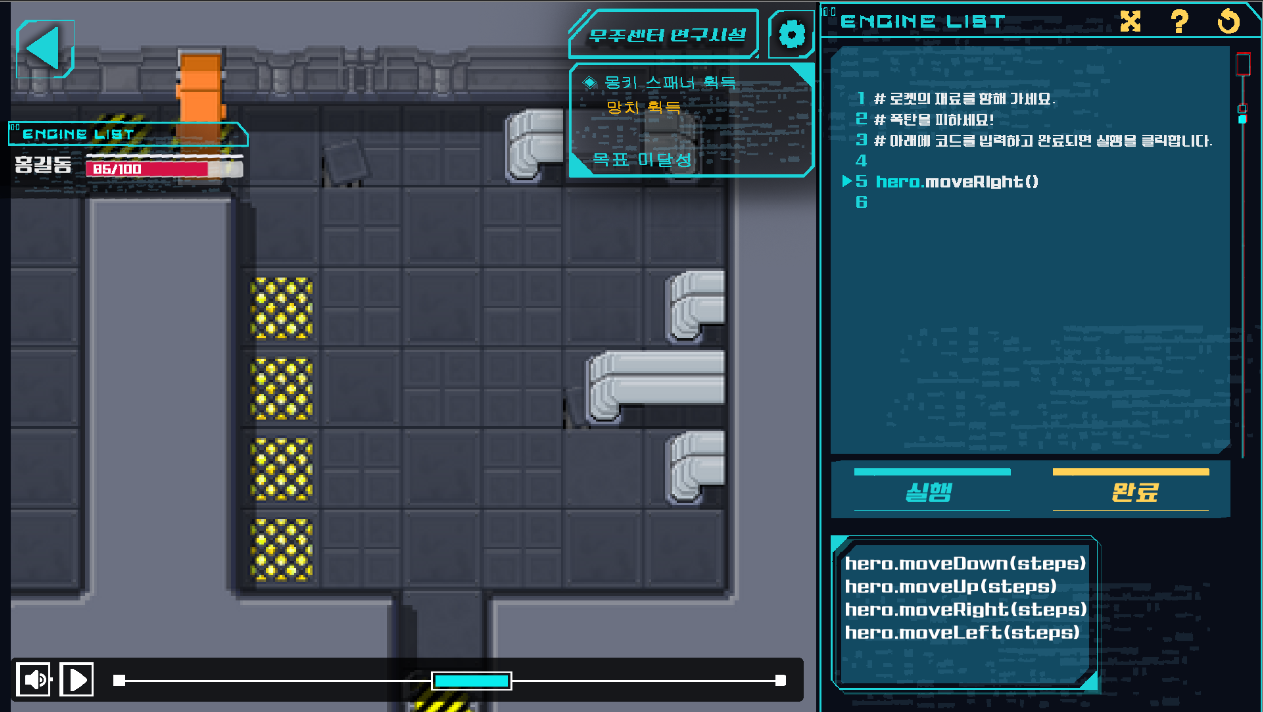 우주센터 연구시설
몽키 스패너 획득
망치 획득
목표 미달성
ENGINE LIST
홍길동
85/100
ENGINE LIST
?
1 # 로켓의 재료를 향해 가세요.
2 # 폭탄을 피하세요!
3 # 아래에 코드를 입력하고 완료되면 실행을 클릭합니다.
4
5 hero.moveRight()
6
실행
완료
hero.moveDown(steps)
hero.moveUp(steps)
hero.moveRight(steps)
hero.moveLeft(steps)